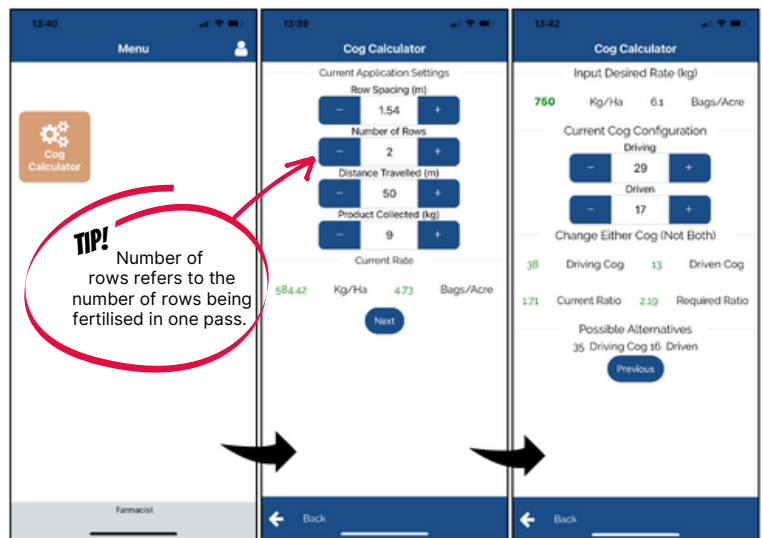 13:40
Menu
Cog
Calculator
TIP!
Number of
rows refers to the
number of rows being
fertilised in one pass.
Farmacist
13:39
Cog Calculator
Current Application Settings
Row Spacing (m)
- 1.54 +
Number of Rows
- 2 +
Distance Travelled (m)
- 50 +
Product Collected (kg)
- 9 +
Current Rate
584.42 Kg/Ha 4.73 Bags/Acre
Next
Back
13:42
Cog Calculator
Input Desired Rate (kg)
750 Kg/Ha 6.1 Bags/Acre
Current Cog Configuration
Driving
- 29 +
Driven
- 17 +
Change Either Cog (Not Both)
38 Driving Cog 13 Driven Cog
1.71 Current Ratio 2.19 Required Ratio
Possible Alternatives
35 Driving Cog 16 Driven
Previous
Back